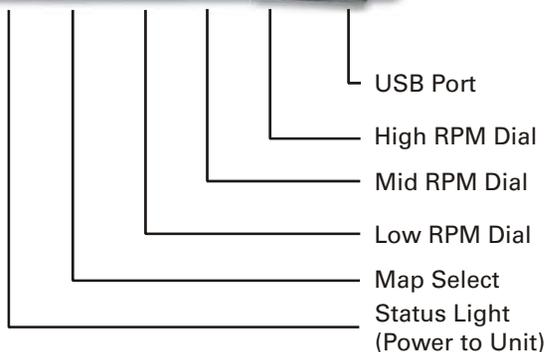 USB Port
High RPM Dial
Mid RPM Dial
Low RPM Dial
Map Select
Status Light
(Power to Unit)